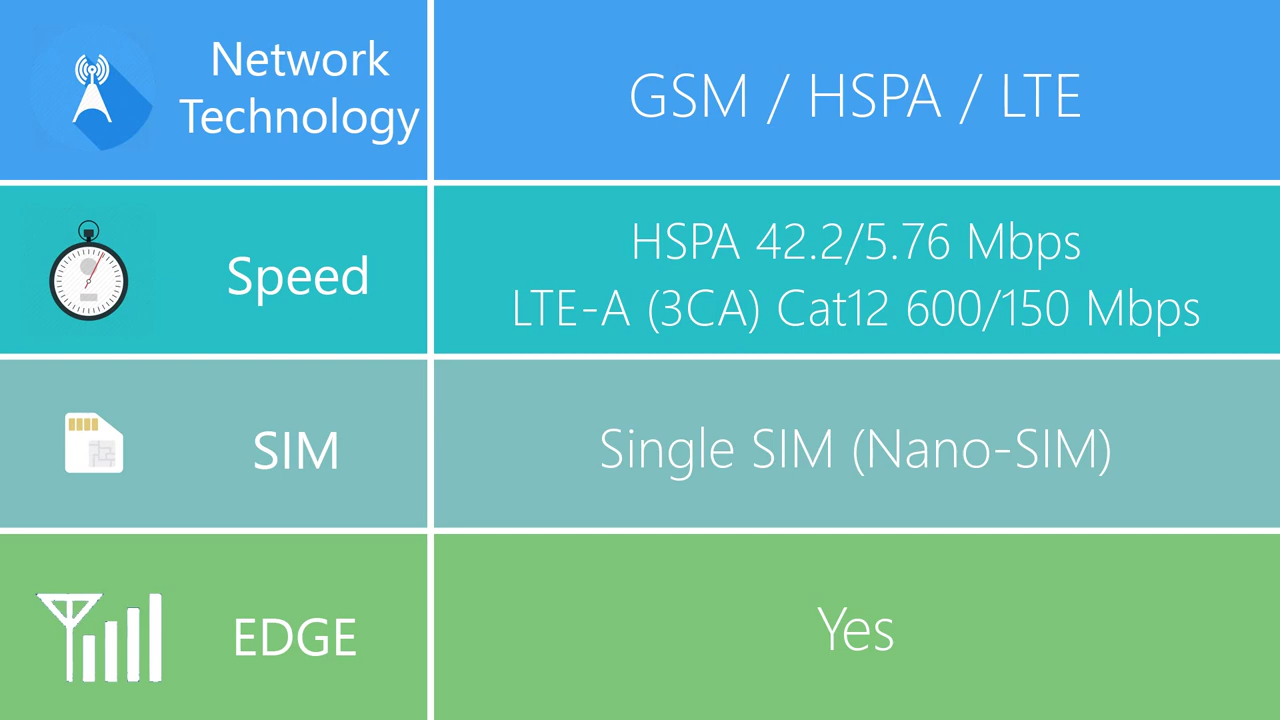 Network
Technology
GSM / HSPA / LTE
Speed
HSPA 42.2/5.76 Mbps
LTE-A (3CA) Cat12 600/150 Mbps
SIM
Single SIM (Nano-SIM)
EDGE
Yes